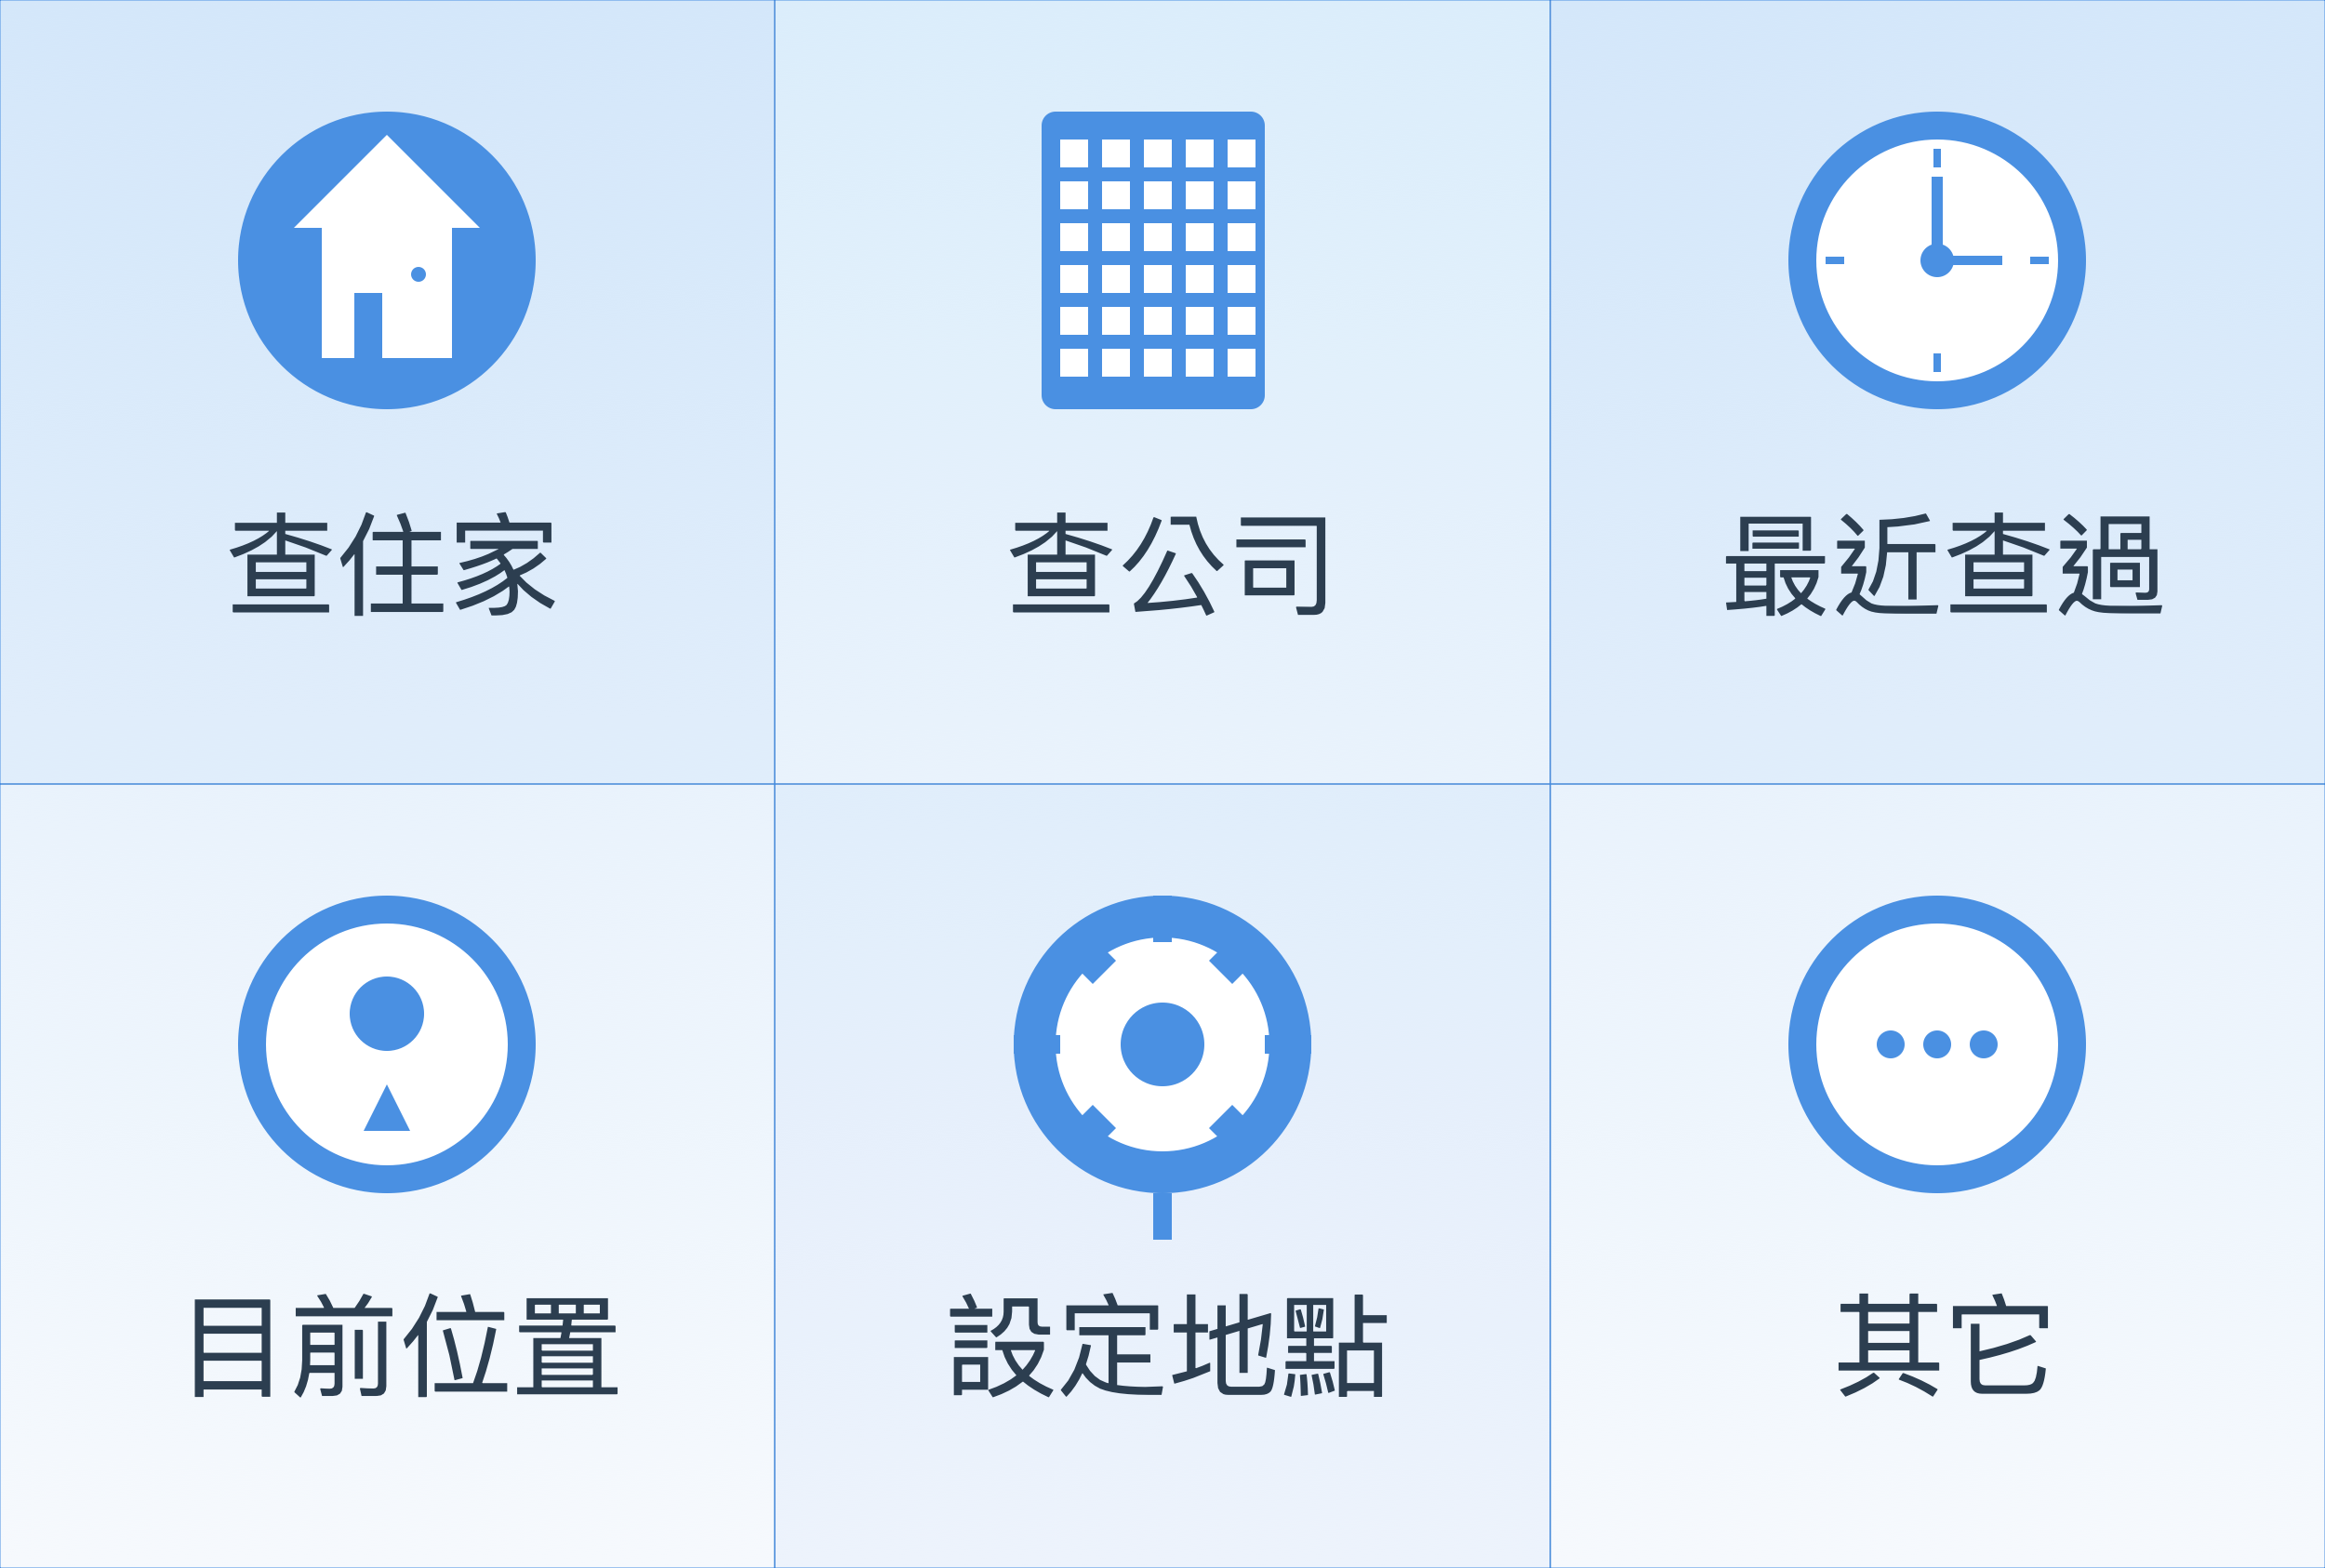 查住家
查公司
最近查過
目前位置
設定地點
其它